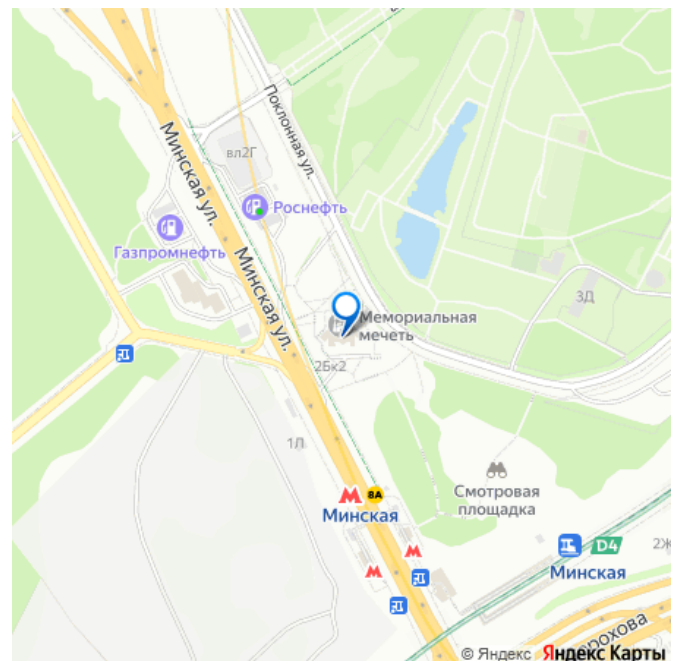 Минская ул.
Поклонная ул.
вл2Г
Роснефть
Газпромнефть
Минская ул.
Мемориальная
мечеть
3Д
2Бк2
1Л
М 8А
Минская
Смотровая
площадка
М
М
D4
2Ж
Минская
орохова
© Яндекс Яндекс Карты